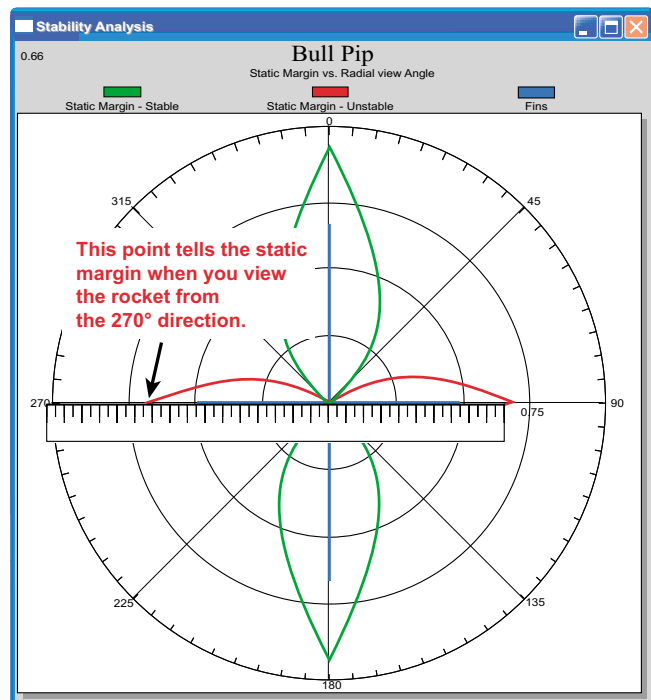 Stability Analysis
0.66
Bull Pip
Static Margin vs. Radial view Angle
Static Margin - Stable
Static Margin - Unstable
Fins
0
315
45
This point tells the static
margin when you view
the rocket from
the 270° direction.
270
0.75
90
225
135
180